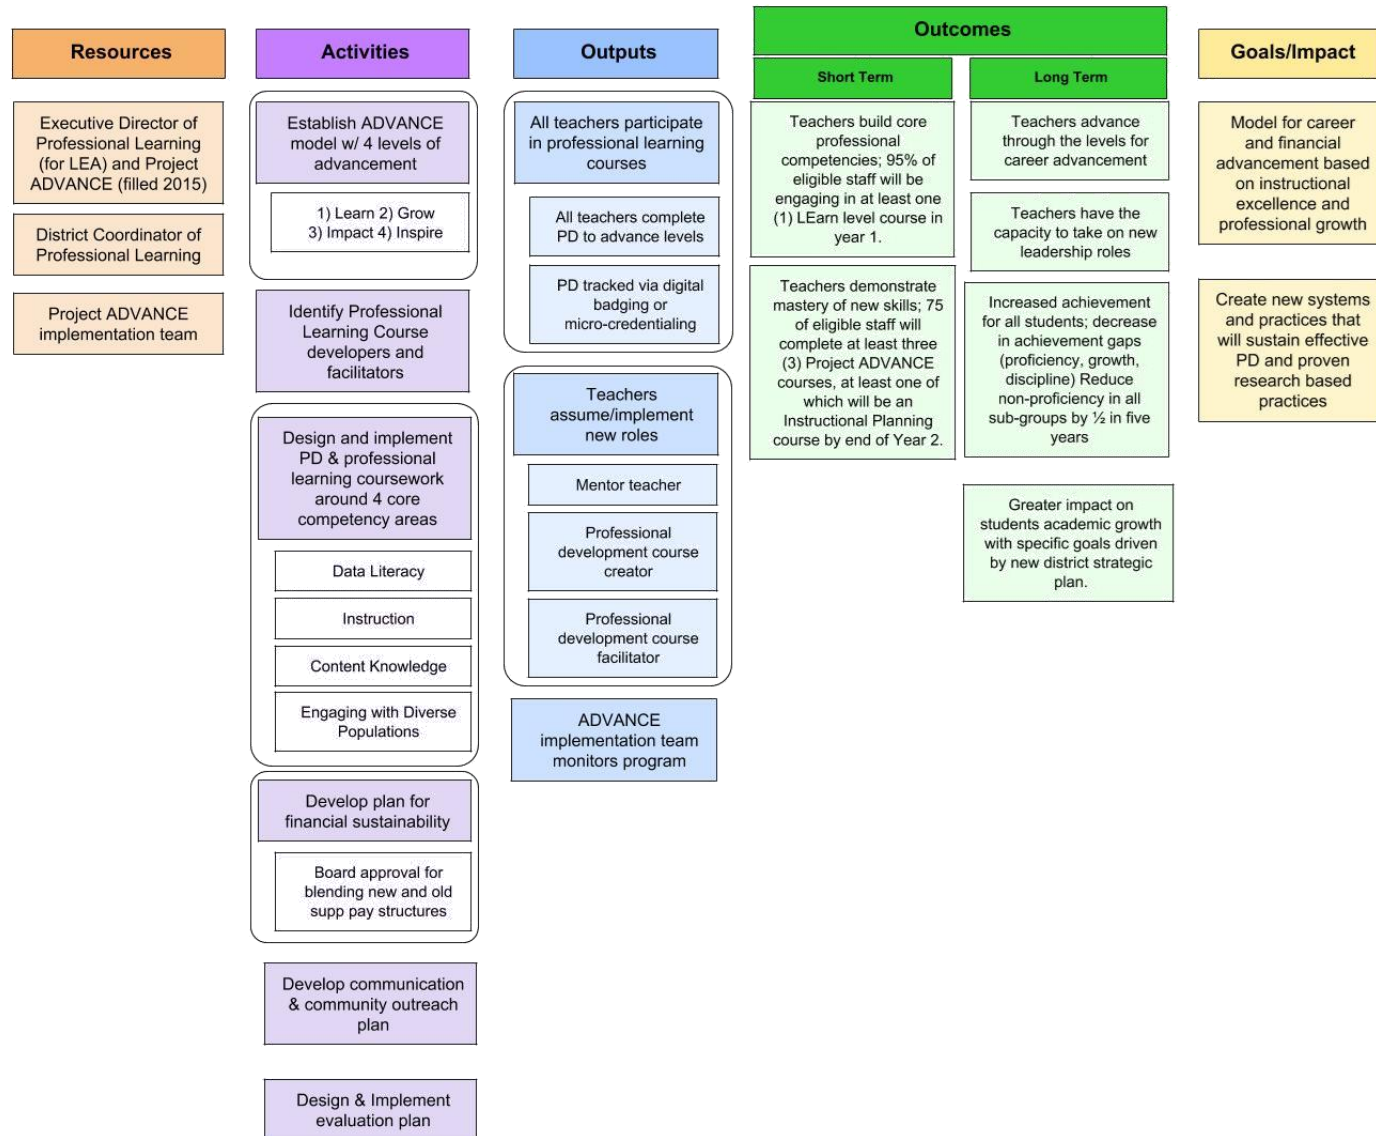 Resources
Executive Director of
Professional Learning
(for LEA) and Project
ADVANCE (filled 2015)
District Coordinator of
Professional Learning
Project ADVANCE
implementation team
Activities
Establish ADVANCE
model w/ 4 levels of
advancement
1) Learn 2) Grow
3) Impact 4) Inspire
Identify Professional
Learning Course
developers and
facilitators
Design and implement
PD & professional
learning coursework
around 4 core
competency areas
Data Literacy
Instruction
Content Knowledge
Engaging with Diverse
Populations
Develop plan for
financial sustainability
Board approval for
blending new and old
supp pay structures
Develop communication
& community outreach
plan
Design & Implement
evaluation plan
Outputs
All teachers participate
in professional learning
courses
All teachers complete
PD to advance levels
PD tracked via digital
badging or
micro-credentialing
Teachers
assume/implement
new roles
Mentor teacher
Professional
development course
creator
Professional
development course
facilitator
ADVANCE
implementation team
monitors program
Outcomes
Short Term
Teachers build core
professional
competencies; 95% of
eligible staff will be
engaging in at least one
(1) LEarn level course in
year 1.
Teachers demonstrate
mastery of new skills; 75
of eligible staff will
complete at least three
(3) Project ADVANCE
courses, at least one of
which will be an
Instructional Planning
course by end of Year 2.
Long Term
Teachers advance
through the levels for
career advancement
Teachers have the
capacity to take on new
leadership roles
Increased achievement
for all students; decrease
in achievement gaps
(proficiency, growth,
discipline) Reduce
non-proficiency in all
sub-groups by ½ in five
years
Greater impact on
students academic growth
with specific goals driven
by new district strategic
plan.
Goals/Impact
Model for career
and financial
advancement based
on instructional
excellence and
professional growth
Create new systems
and practices that
will sustain effective
PD and proven
research based
practices